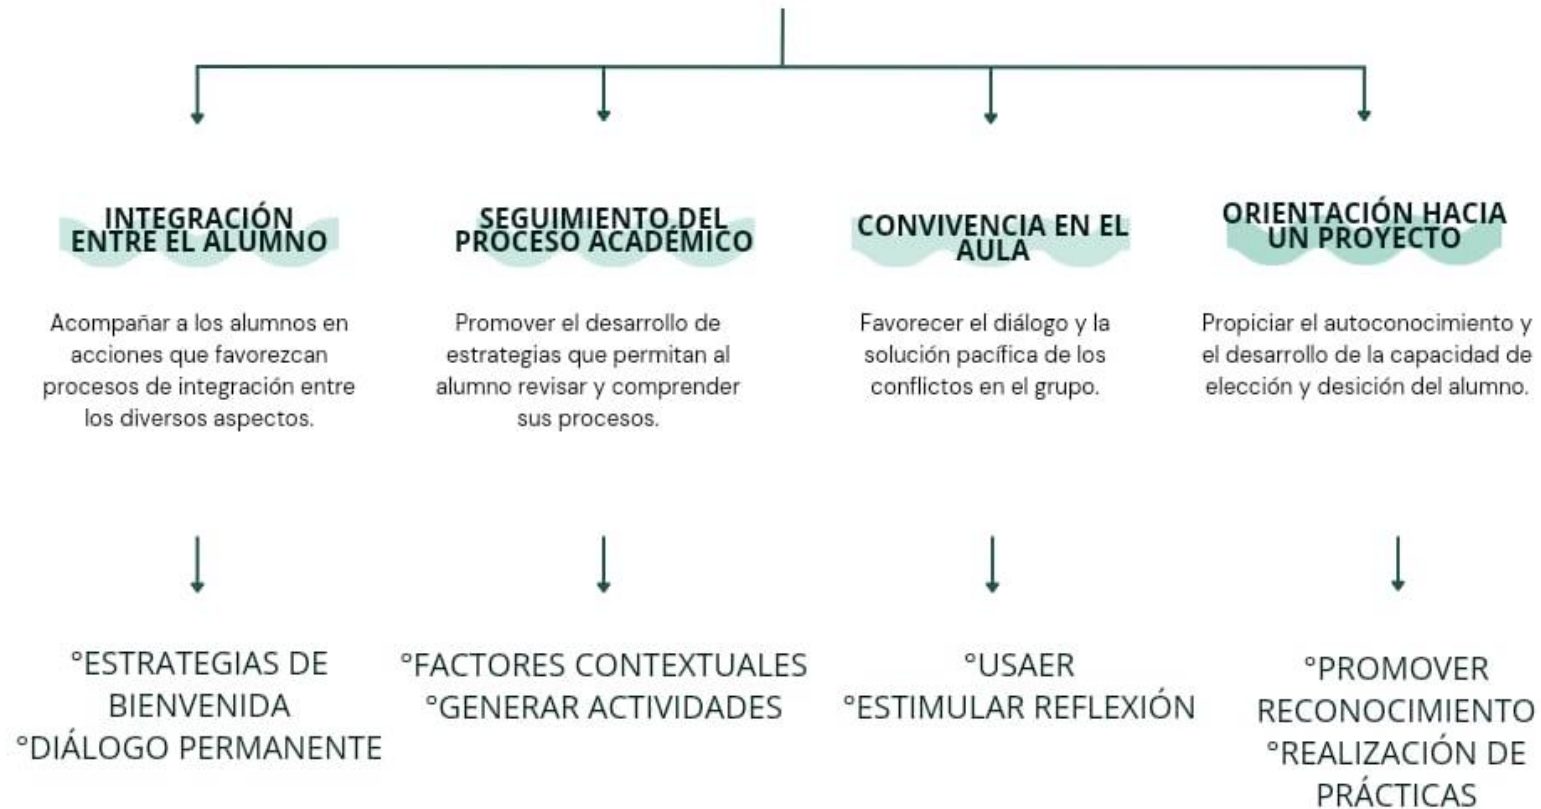 INTEGRACIÓN
ENTRE EL ALUMNO
Acompañar a los alumnos en
acciones que favorezcan
procesos de integración entre
los diversos aspectos.
°ESTRATEGIAS DE
BIENVENIDA
°DIÁLOGO PERMANENTE
SEGUIMIENTO DEL
PROCESO ACADÉMICO
Promover el desarrollo de
estrategias que permitan al
alumno revisar y comprender
sus procesos.
°FACTORES CONTEXTUALES
°GENERAR ACTIVIDADES
CONVIVENCIA EN EL
AULA
Favorecer el diálogo y la
solución pacífica de los
conflictos en el grupo.
°USAER
°ESTIMULAR REFLEXIÓN
ORIENTACIÓN HACIA
UN PROYECTO
Propiciar el autoconocimiento y
el desarrollo de la capacidad de
elección y desición del alumno.
°PROMOVER
RECONOCIMIENTO
°REALIZACIÓN DE
PRÁCTICAS